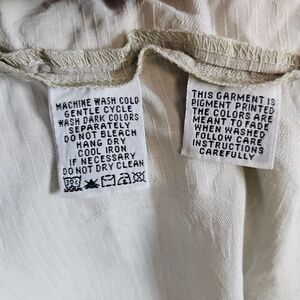 MACHINE WASH COLD
GENTLE CYCLE
WASH DARK COLORS
SEPARATELY
DO NOT BLEACH
HANG DRY
COOL IRON
IF NECESSARY
DO NOT DRY CLEAN
THIS GARMENT IS
PIGMENT PRINTED
THE COLORS ARE
MEANT TO FADE
WHEN WASHED
FOLLOW CARE
INSTRUCTIONS
CAREFULLY